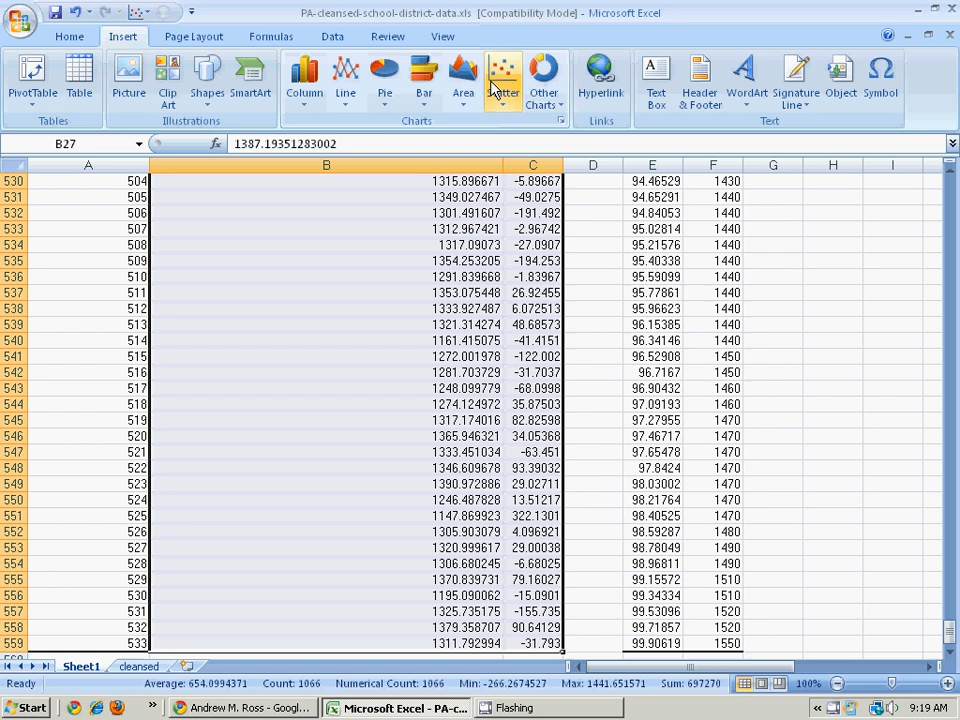 PA-cleansed-school-district-data.xls [Compatibility Mode] - Microsoft Excel
Home Insert Page Layout Formulas Data Review View
PivotTable Table Picture Clip Art Shapes SmartArt Column Line Pie Bar Area Scatter Other Charts Hyperlink Text Box Header & Footer WordArt Signature Line Object Symbol
Tables Illustrations Charts Links Text
B27 fx 1387.19351283002
A B C D E F G H I
530 504 1315.896671 -5.89667 94.46529 1430
531 505 1349.027467 -49.0275 94.65291 1440
532 506 1301.491607 -191.492 94.84053 1440
533 507 1312.967421 -2.96742 95.02814 1440
534 508 1317.09073 -27.0907 95.21576 1440
535 509 1354.253205 -194.253 95.40338 1440
536 510 1291.839668 -1.83967 95.59099 1440
537 511 1353.075448 26.92455 95.77861 1440
538 512 1333.927487 6.072513 95.96623 1440
539 513 1321.314274 48.68573 96.15385 1440
540 514 1161.415075 -41.4151 96.34146 1440
541 515 1272.001978 -122.002 96.52908 1450
542 516 1281.703729 -31.7037 96.7167 1450
543 517 1248.099779 -68.0998 96.90432 1460
544 518 1274.124972 35.87503 97.09193 1460
545 519 1317.174016 82.82598 97.27955 1470
546 520 1365.946321 34.05368 97.46717 1470
547 521 1333.451034 -63.451 97.65478 1470
548 522 1346.609678 93.39032 97.8424 1470
549 523 1390.972886 29.02711 98.03002 1470
550 524 1246.487828 13.51217 98.21764 1470
551 525 1147.869923 322.1301 98.40525 1470
552 526 1305.903079 4.096921 98.59287 1480
553 527 1320.999617 29.00038 98.78049 1490
554 528 1306.680245 -6.68025 98.96811 1490
555 529 1370.839731 79.16027 99.15572 1510
556 530 1195.090062 -15.0901 99.34334 1510
557 531 1325.735175 -155.735 99.53096 1520
558 532 1379.358707 90.64129 99.71857 1520
559 533 1311.792994 -31.793 99.90619 1550
Sheet1 cleansed
Ready Average: 654.0994371 Count: 1066 Numerical Count: 1066 Min: -266.2674527 Max: 1441.651571 Sum: 697270 100%
Start Andrew M. Ross - Googl... Microsoft Excel - PA-c... Flashing 9:19 AM